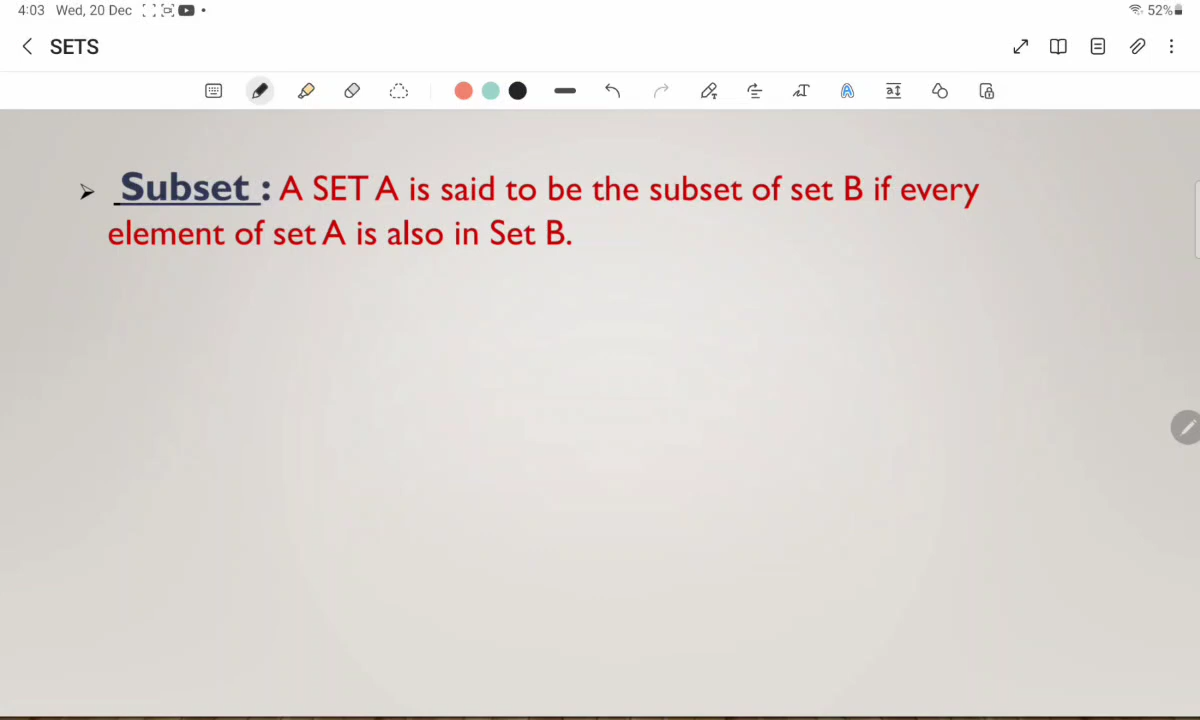 4:03 Wed, 20 Dec 52%
SETS
➢ Subset : A SET A is said to be the subset of set B if every
element of set A is also in Set B.